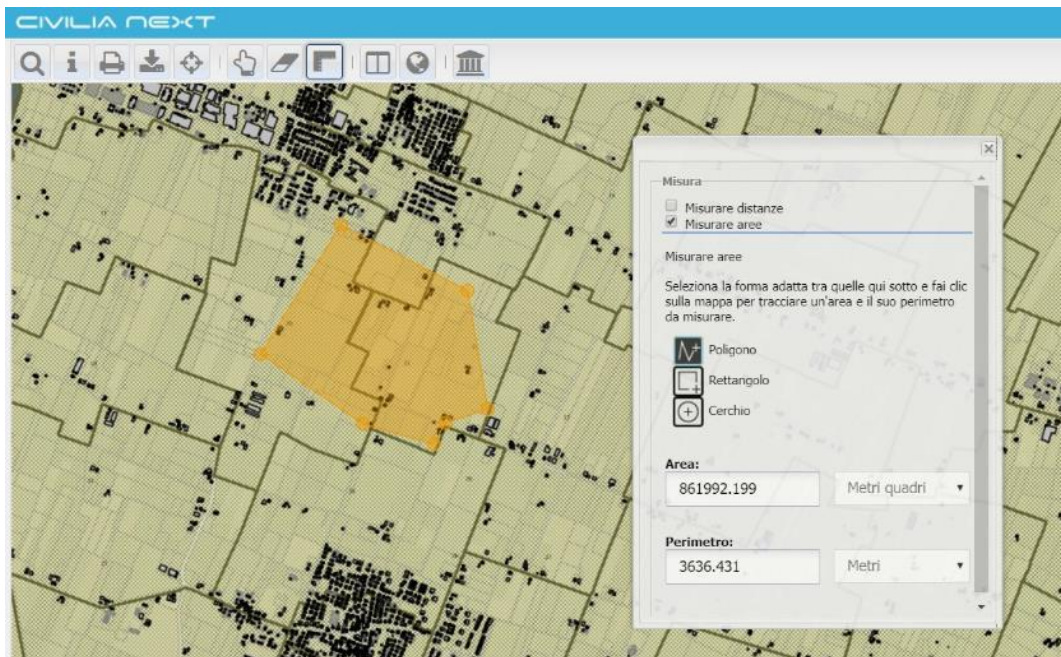 CIVILIA NEXT
Misura
Misurare distanze
Misurare aree
Misurare aree
Seleziona la forma adatta tra quelle qui sotto e fai clic
sulla mappa per tracciare un'area e il suo perimetro
da misurare.
Poligono
Rettangolo
Cerchio
Area:
861992.199 Metri quadri
Perimetro:
3636.431 Metri